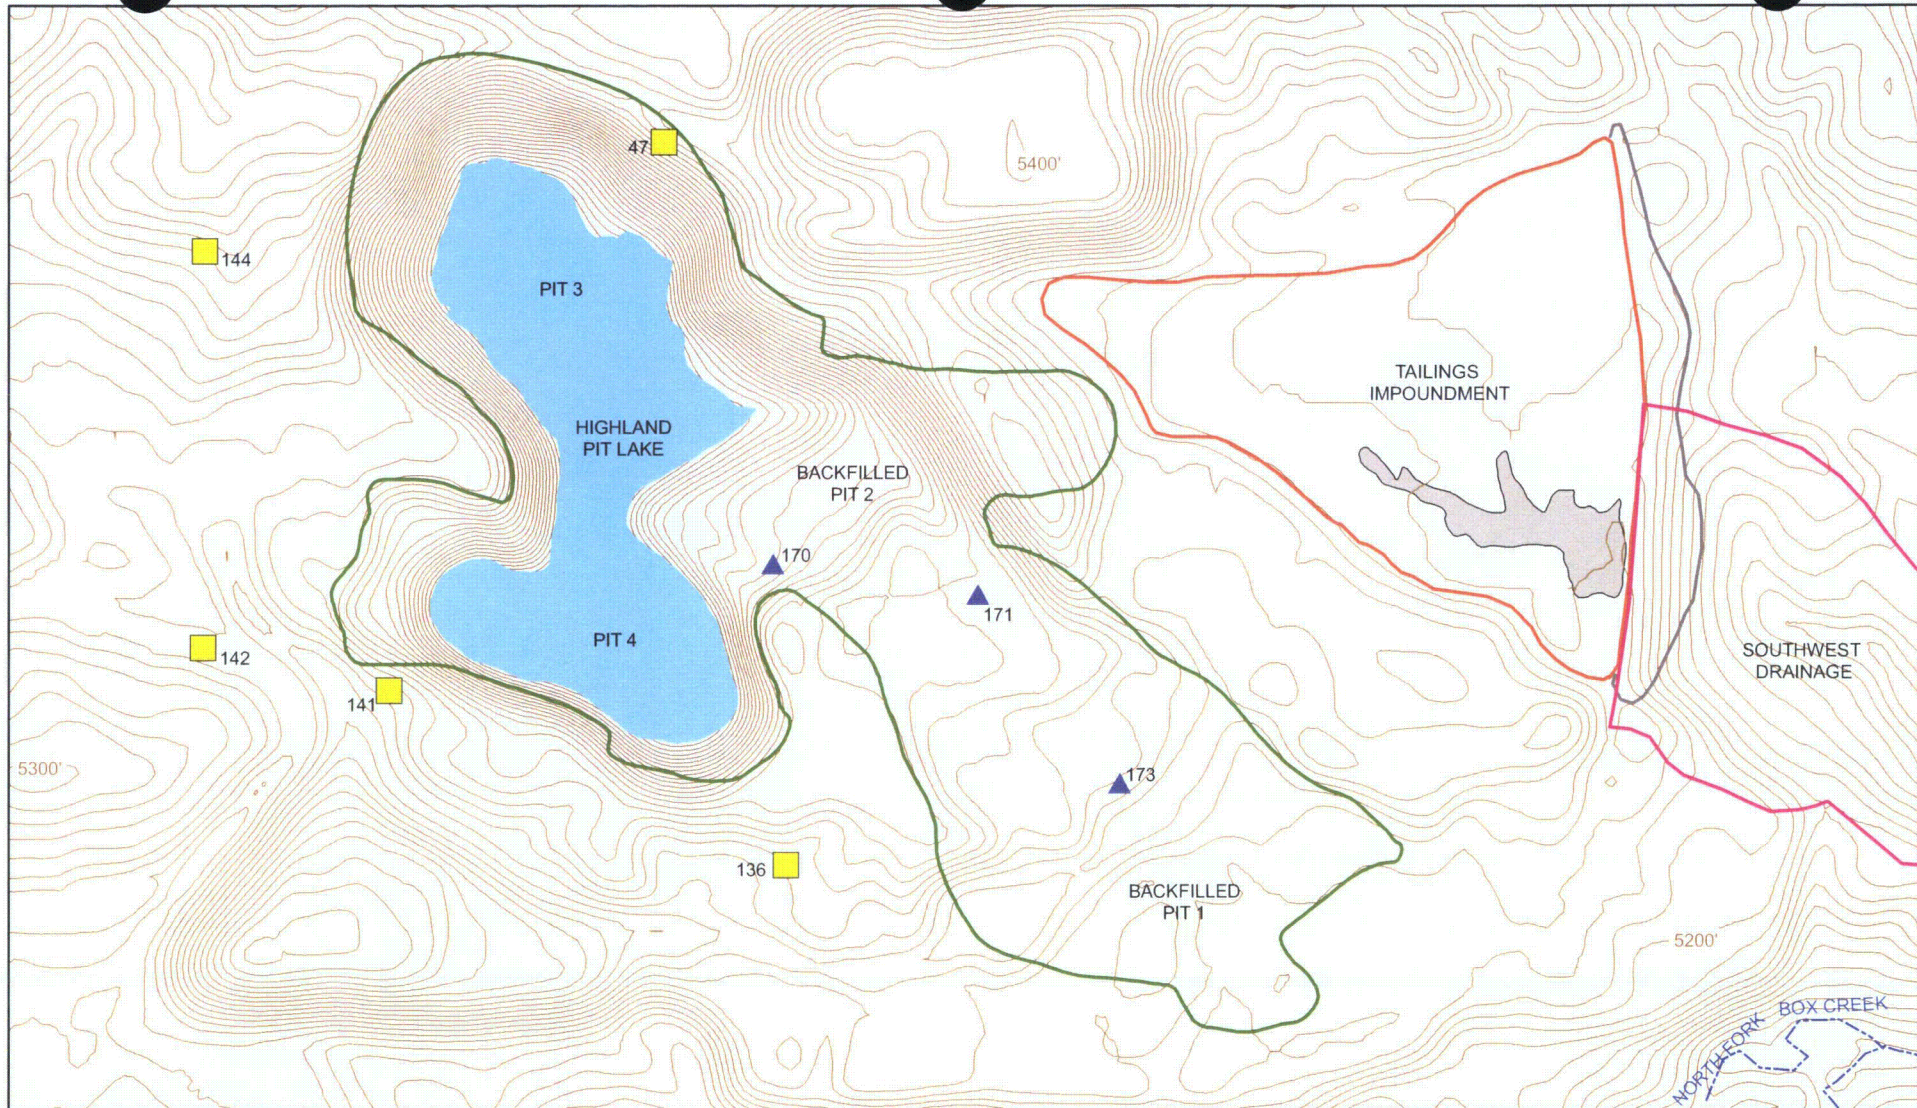 47
5400'
144
PIT 3
TAILINGS
IMPOUNDMENT
HIGHLAND
PIT LAKE
BACKFILLED
PIT 2
170
171
PIT 4
142
SOUTHWEST
DRAINAGE
141
5300'
173
136
BACKFILLED
PIT 1
5200'
NORTH FORK BOX CREEK